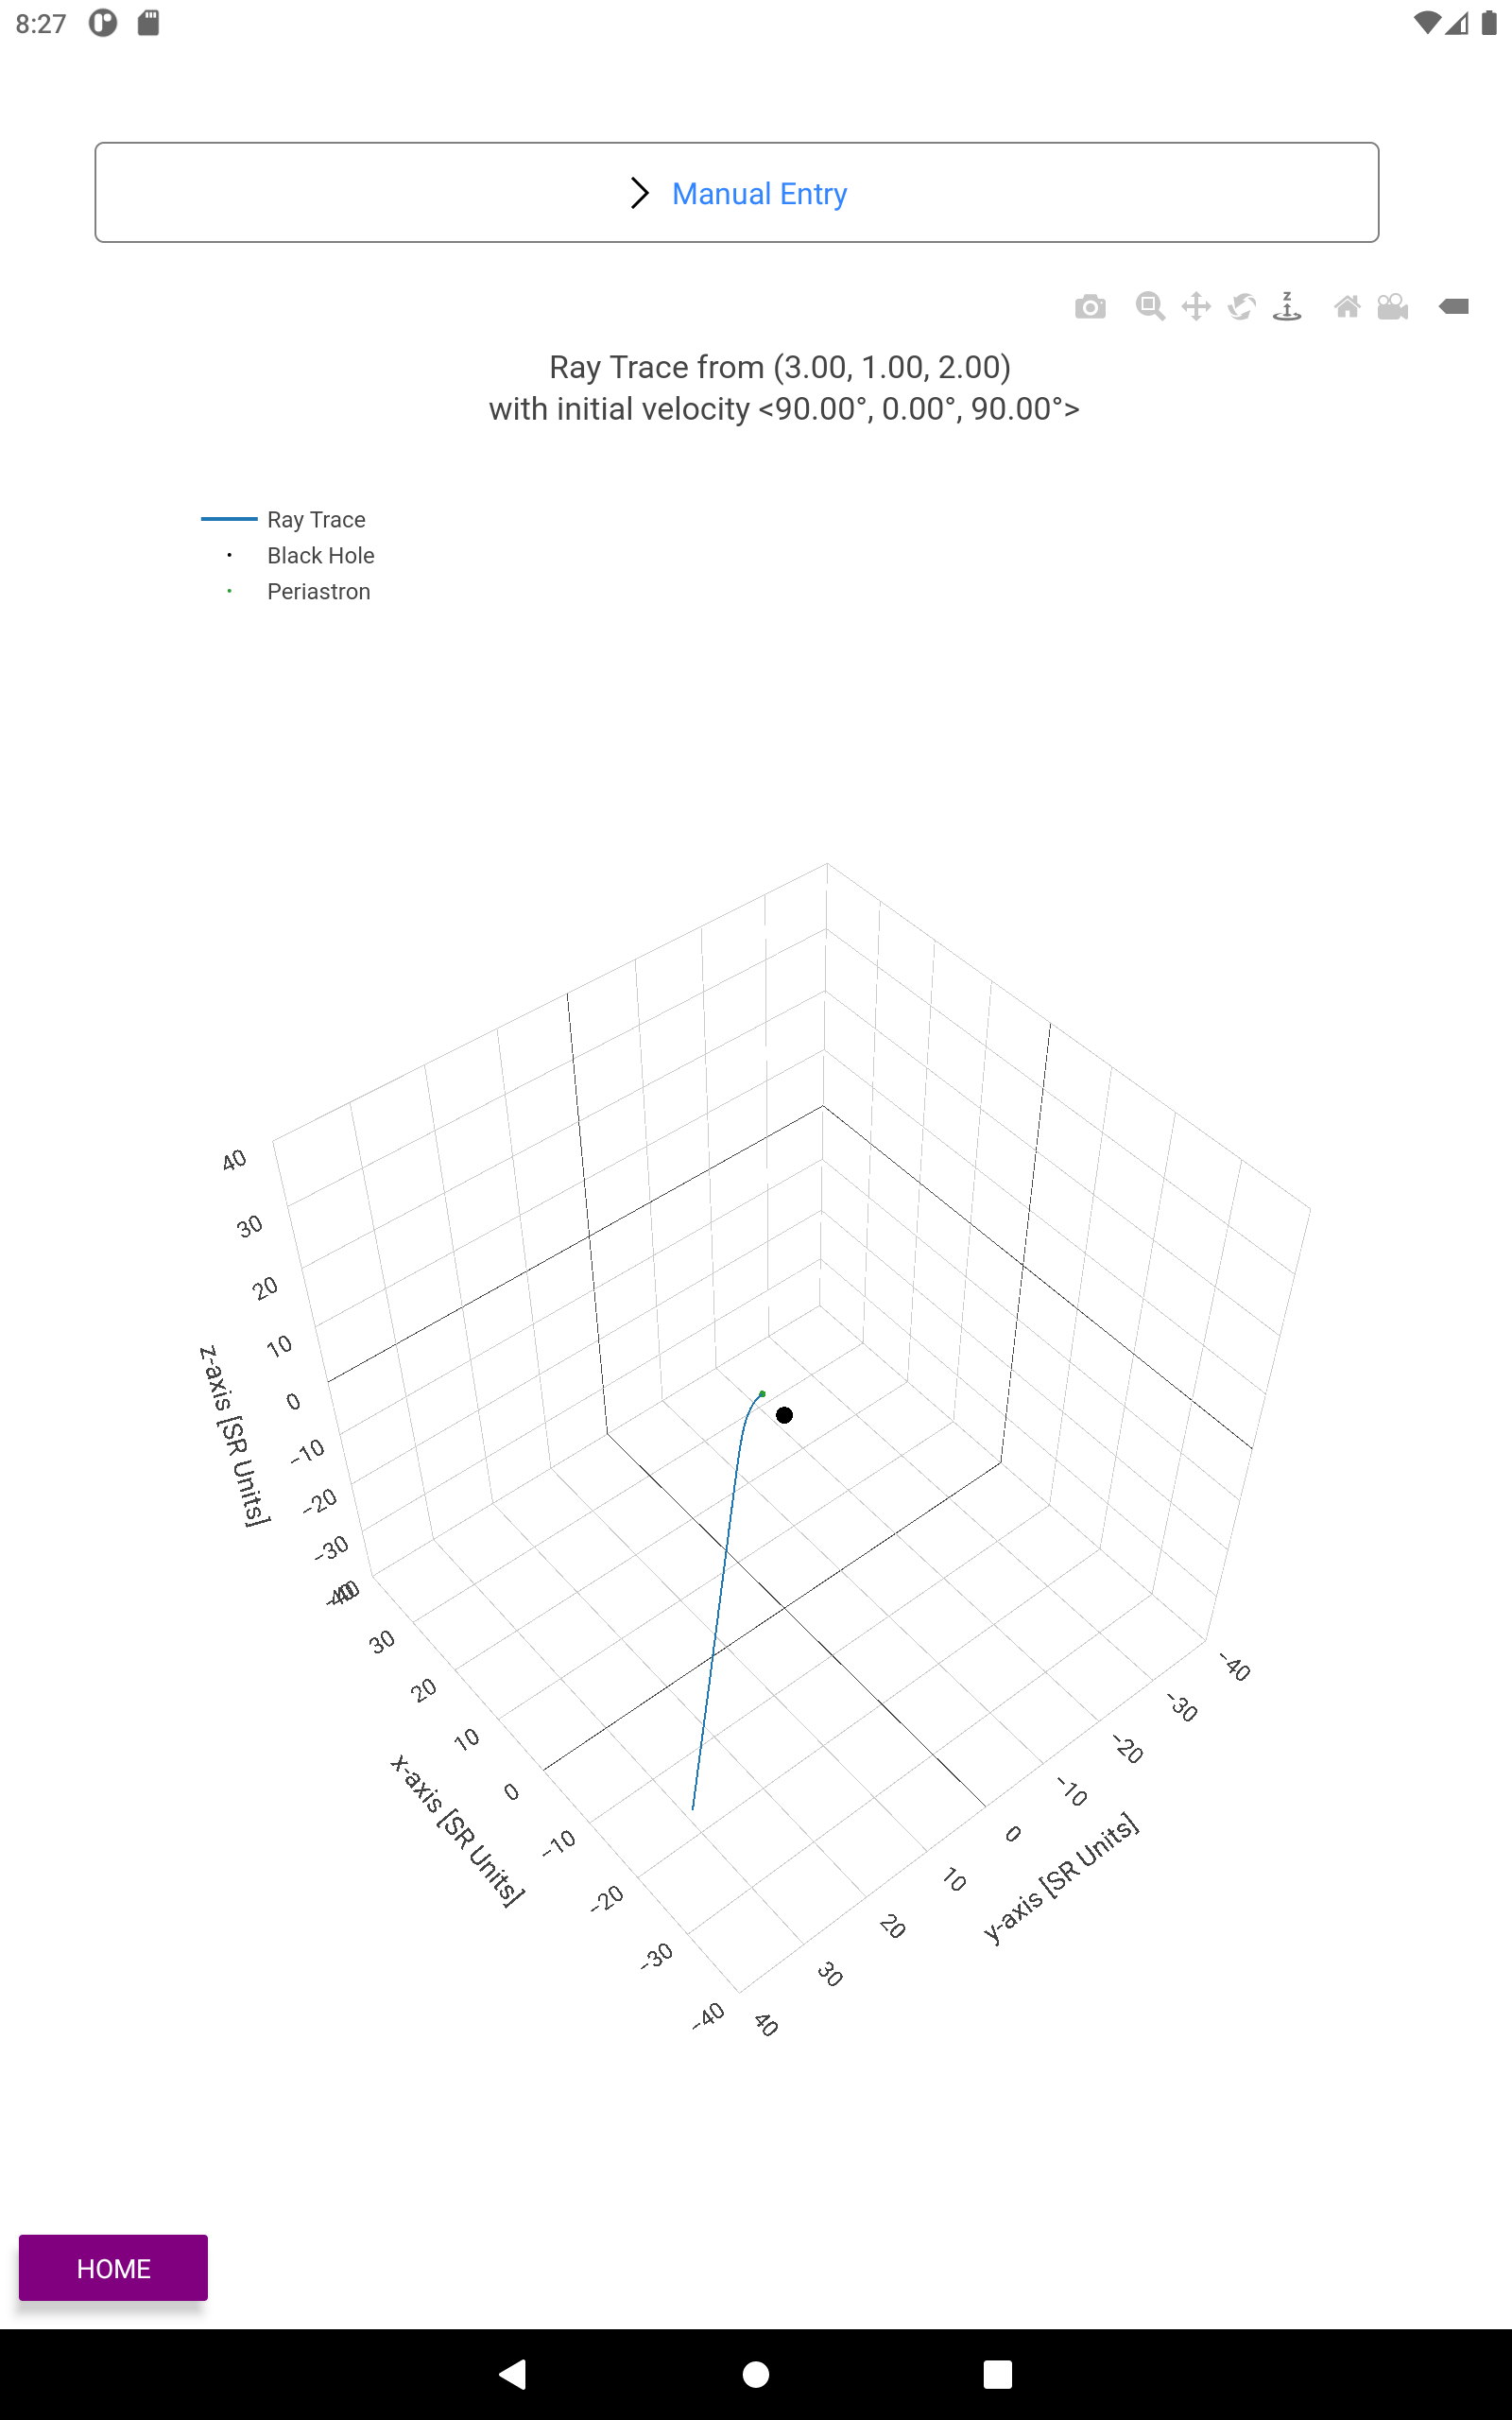 8:27
Manual Entry
Z
Ray Trace from (3.00, 1.00, 2.00)
with initial velocity <90.00°, 0.00°, 90.00°>
Ray Trace
Black Hole
Periastron
40
30
20
10
0
−10
−20
−30
−40
z-axis [SR Units]
40
30
20
10
0
−10
−20
−30
−40
x-axis [SR Units]
−40
−30
−20
−10
0
10
20
30
40
y-axis [SR Units]
HOME